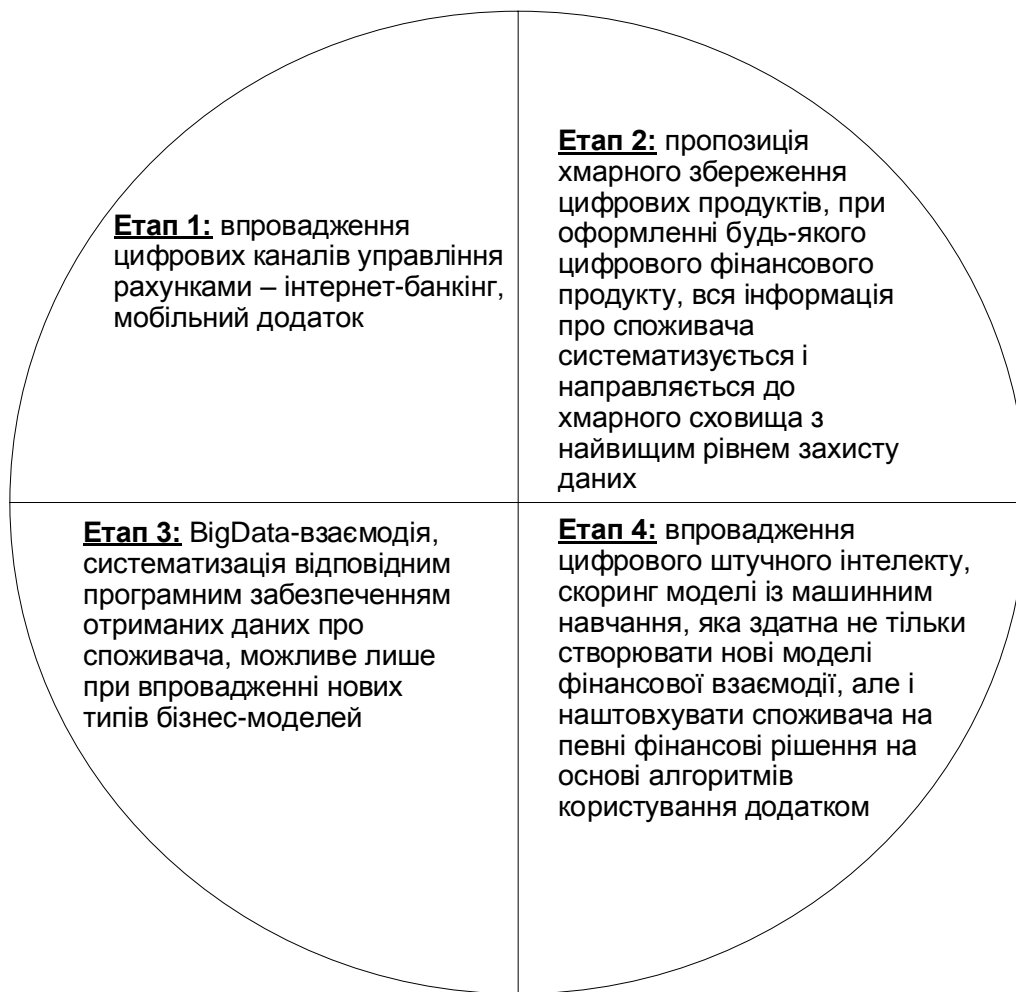 Етап 1: впровадження
цифрових каналів управління
рахунками – інтернет-банкінг,
мобільний додаток
Етап 2: пропозиція
хмарного збереження
цифрових продуктів, при
оформленні будь-якого
цифрового фінансового
продукту, вся інформація
про споживача
систематизується і
направляється до
хмарного сховища з
найвищим рівнем захисту
даних
Етап 3: BigData-взаємодія,
систематизація відповідним
програмним забезпеченням
отриманих даних про
споживача, можливе лише
при впровадженні нових
типів бізнес-моделей
Етап 4: впровадження
цифрового штучного інтелекту,
скоринг моделі із машинним
навчання, яка здатна не тільки
створювати нові моделі
фінансової взаємодії, але і
наштовхувати споживача на
певні фінансові рішення на
основі алгоритмів
користування додатком